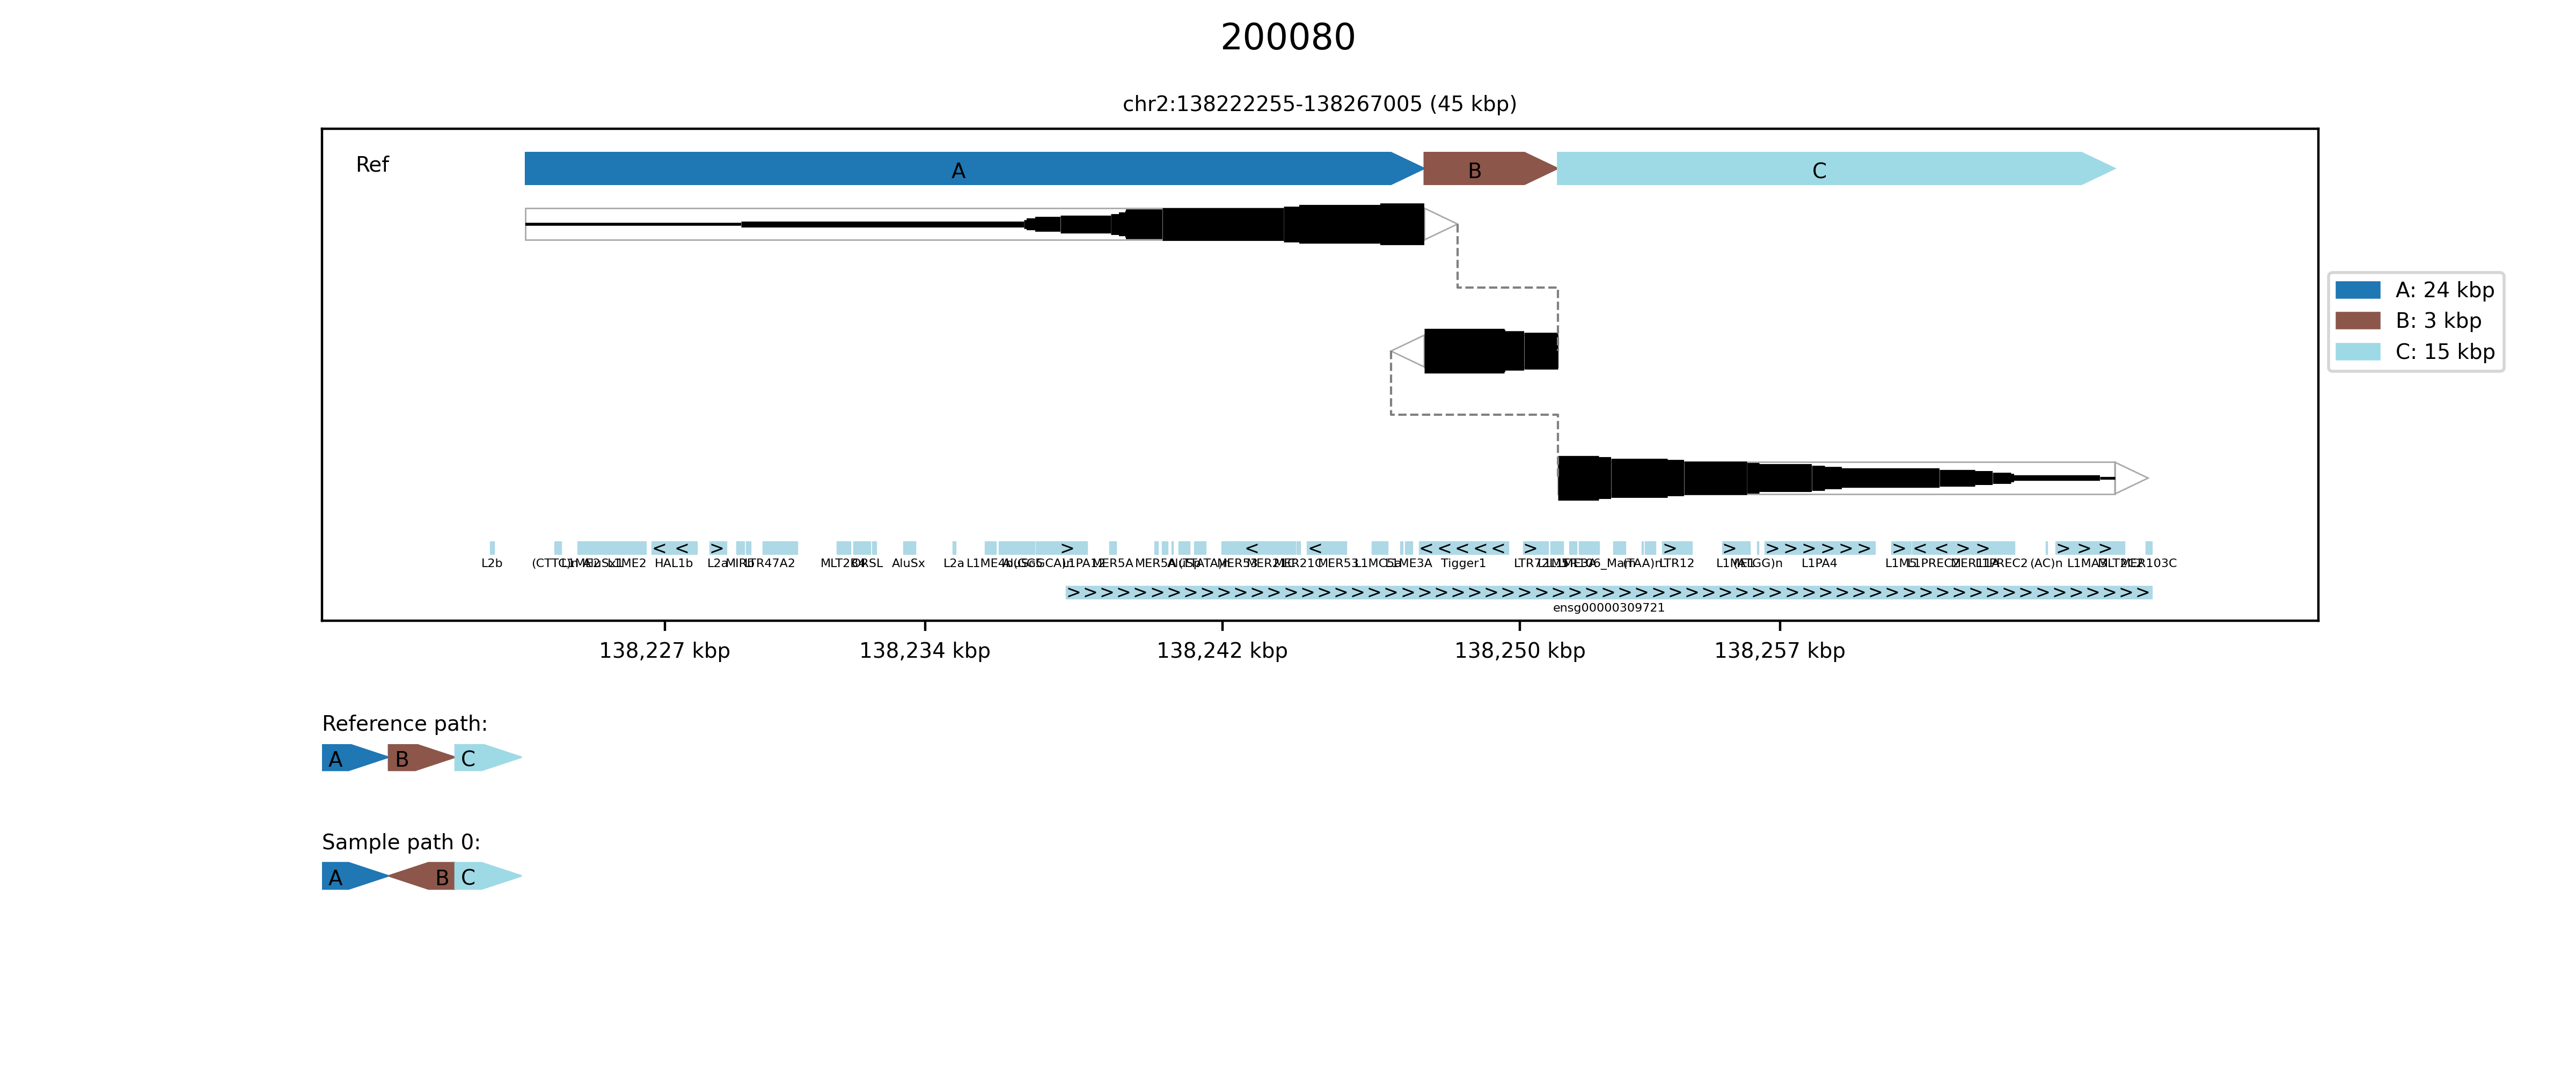 200080
chr2:138222255-138267005 (45 kbp)
Ref
A B C
A: 24 kbp
B: 3 kbp
C: 15 kbp
L2b HAL1b L2a LTR47A2 AluSx L2a MER5A MER53 L1ME3A Tigger1 LTR12 L1PA4 (AC)n MER103C
ensg00000309721
138,227 kbp 138,234 kbp 138,242 kbp 138,250 kbp 138,257 kbp
Reference path:
A B C
Sample path 0:
A B C